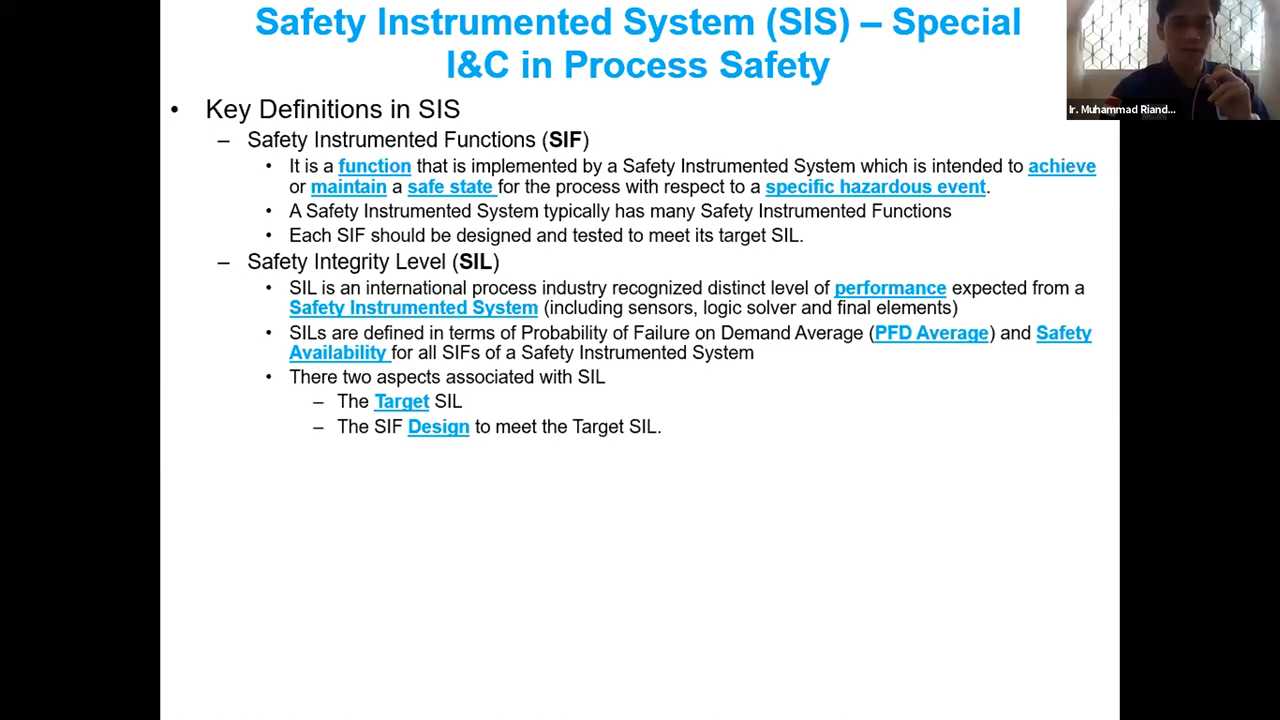 Safety Instrumented System (SIS) – Special
I&C in Process Safety
Ir. Muhammad Riand...
• Key Definitions in SIS
– Safety Instrumented Functions (SIF)
• It is a function that is implemented by a Safety Instrumented System which is intended to achieve
or maintain a safe state for the process with respect to a specific hazardous event.
• A Safety Instrumented System typically has many Safety Instrumented Functions
• Each SIF should be designed and tested to meet its target SIL.
– Safety Integrity Level (SIL)
• SIL is an international process industry recognized distinct level of performance expected from a
Safety Instrumented System (including sensors, logic solver and final elements)
• SILs are defined in terms of Probability of Failure on Demand Average (PFD Average) and Safety
Availability for all SIFs of a Safety Instrumented System
• There two aspects associated with SIL
– The Target SIL
– The SIF Design to meet the Target SIL.